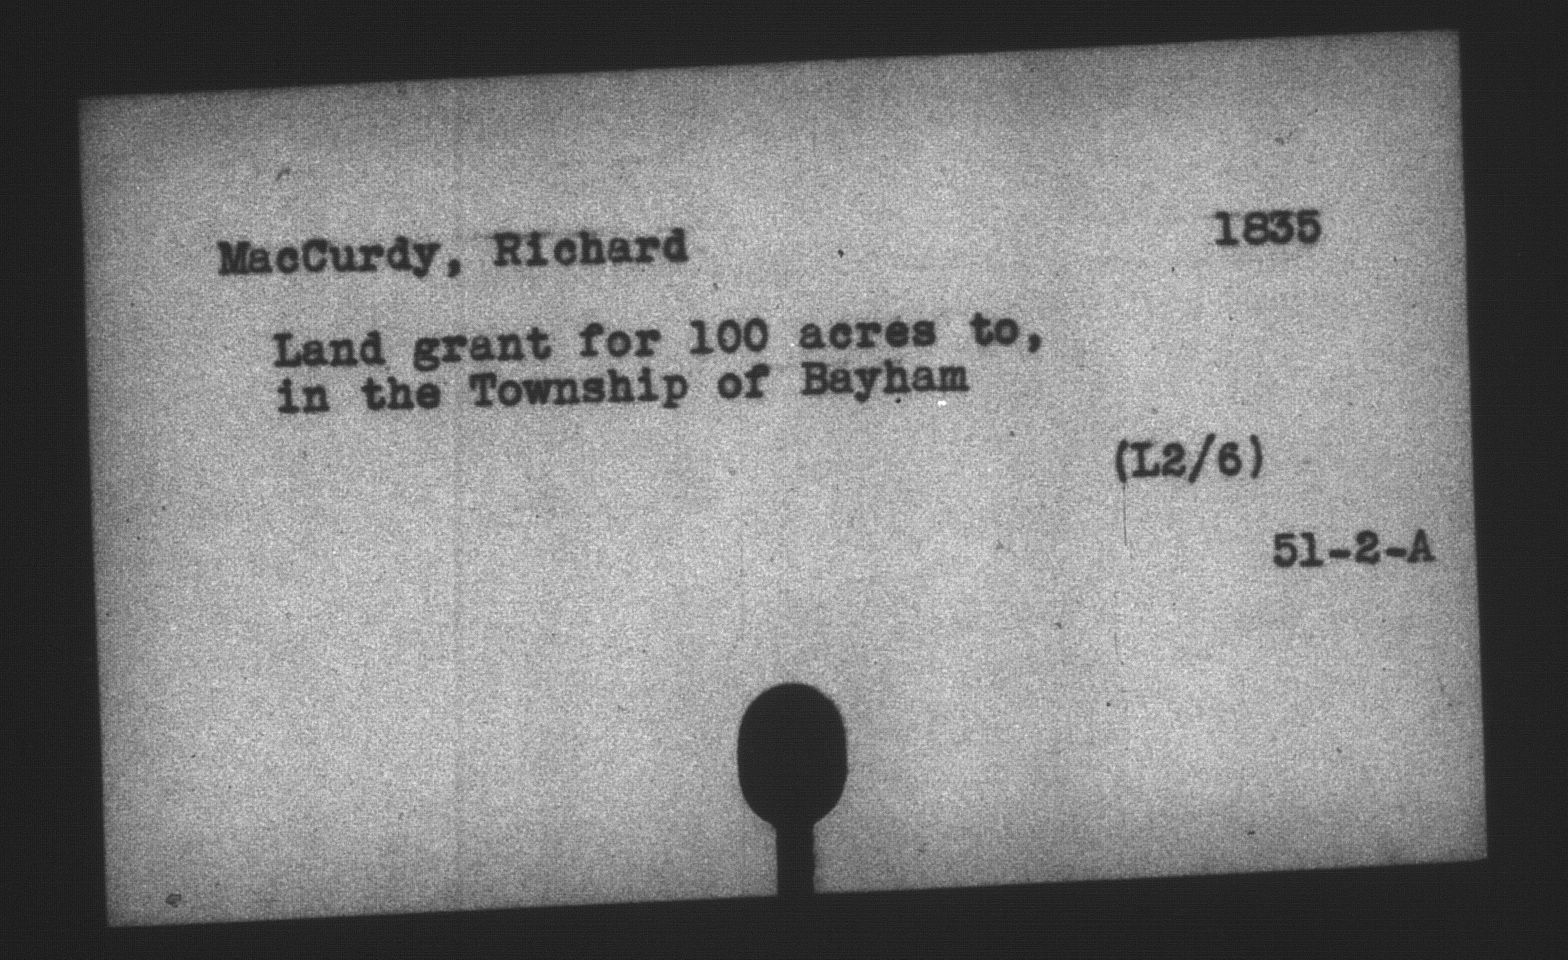 MacCurdy, Richard 1835
Land grant for 100 acres to,
in the Township of Bayham
(L2/6)
51-2-A